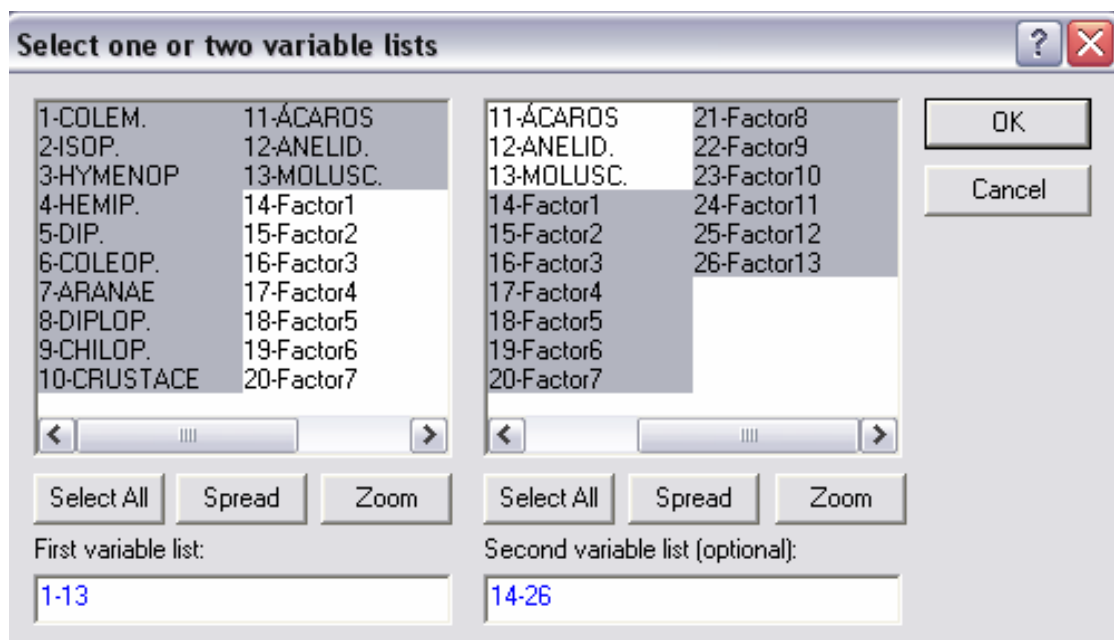 Select one or two variable lists
1-COLEM.
2-ISOP.
3-HYMENOP
4-HEMIP.
5-DIP.
6-COLEOP.
7-ARANAE
8-DIPLOP.
9-CHILOP.
10-CRUSTACE
11-ÁCAROS
12-ANELID.
13-MOLUSC.
14-Factor1
15-Factor2
16-Factor3
17-Factor4
18-Factor5
19-Factor6
20-Factor7
11-ÁCAROS
12-ANELID.
13-MOLUSC.
14-Factor1
15-Factor2
16-Factor3
17-Factor4
18-Factor5
19-Factor6
20-Factor7
21-Factor8
22-Factor9
23-Factor10
24-Factor11
25-Factor12
26-Factor13
OK
Cancel
Select All
Spread
Zoom
Select All
Spread
Zoom
First variable list:
1-13
Second variable list (optional):
14-26